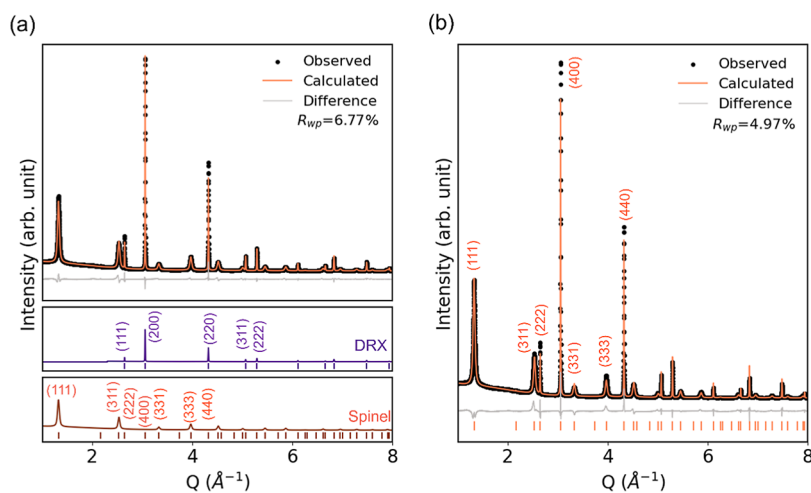 (a)
Observed
Calculated
Difference
Rwp=6.77%
Intensity (arb. unit)
(111)
(200)
(220)
(311)
(222)
DRX
(111)
(311)
(222)
(400)
(331)
(333)
(440)
Spinel
2
4
6
8
Q (Å⁻¹)
(b)
Observed
Calculated
Difference
Rwp=4.97%
Intensity (arb. unit)
(111)
(311)
(222)
(400)
(331)
(333)
(440)
2
4
6
8
Q (Å⁻¹)